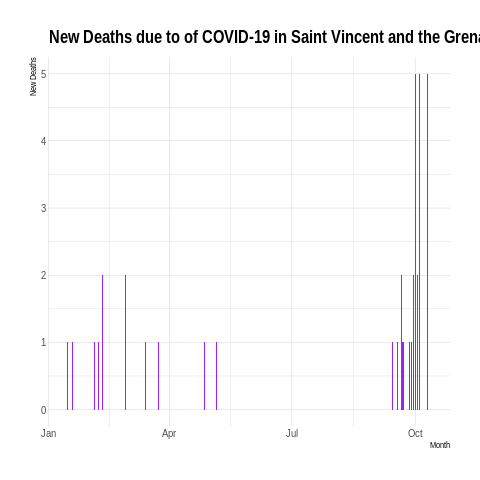 New Deaths due to of COVID-19 in Saint Vincent and the Grena
New Deaths
5
4
3
2
1
0
Jan Apr Jul Oct
Month